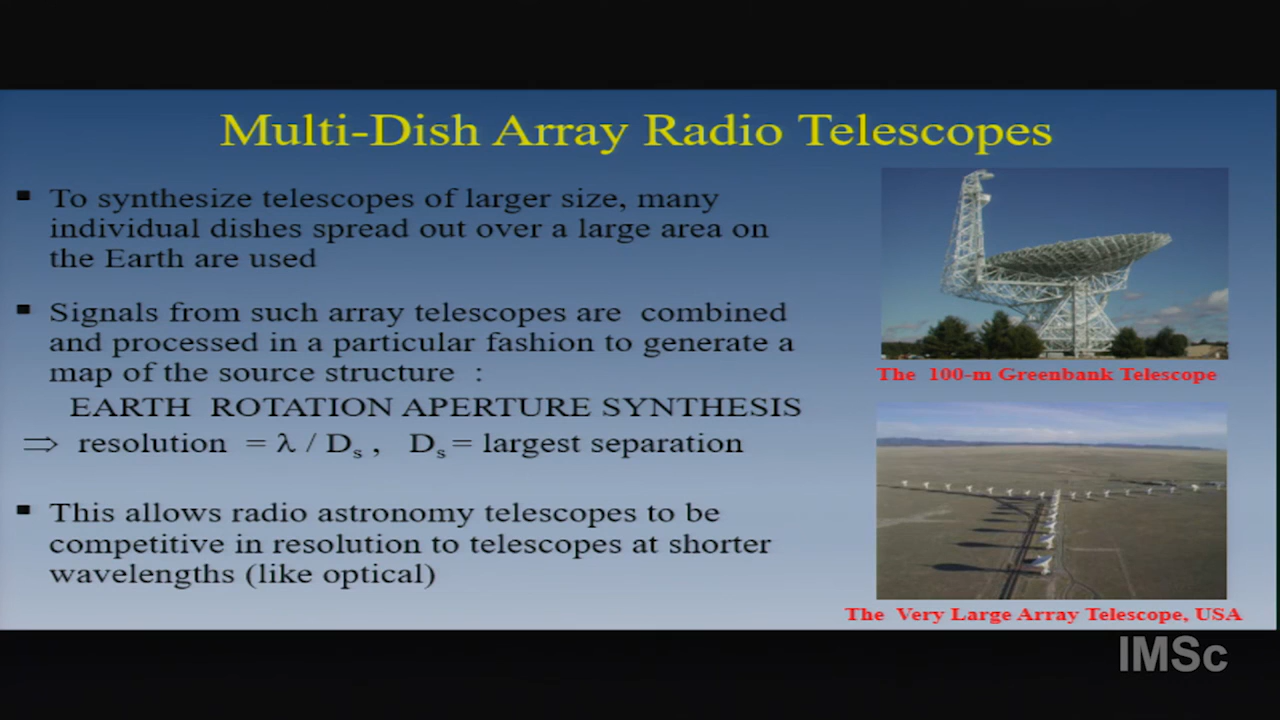 Multi-Dish Array Radio Telescopes
▪ To synthesize telescopes of larger size, many
individual dishes spread out over a large area on
the Earth are used
▪ Signals from such array telescopes are combined
and processed in a particular fashion to generate a
map of the source structure :
EARTH ROTATION APERTURE SYNTHESIS
⇒ resolution = λ / Ds , Ds = largest separation
▪ This allows radio astronomy telescopes to be
competitive in resolution to telescopes at shorter
wavelengths (like optical)
The 100-m Greenbank Telescope
The Very Large Array Telescope, USA
IMSc